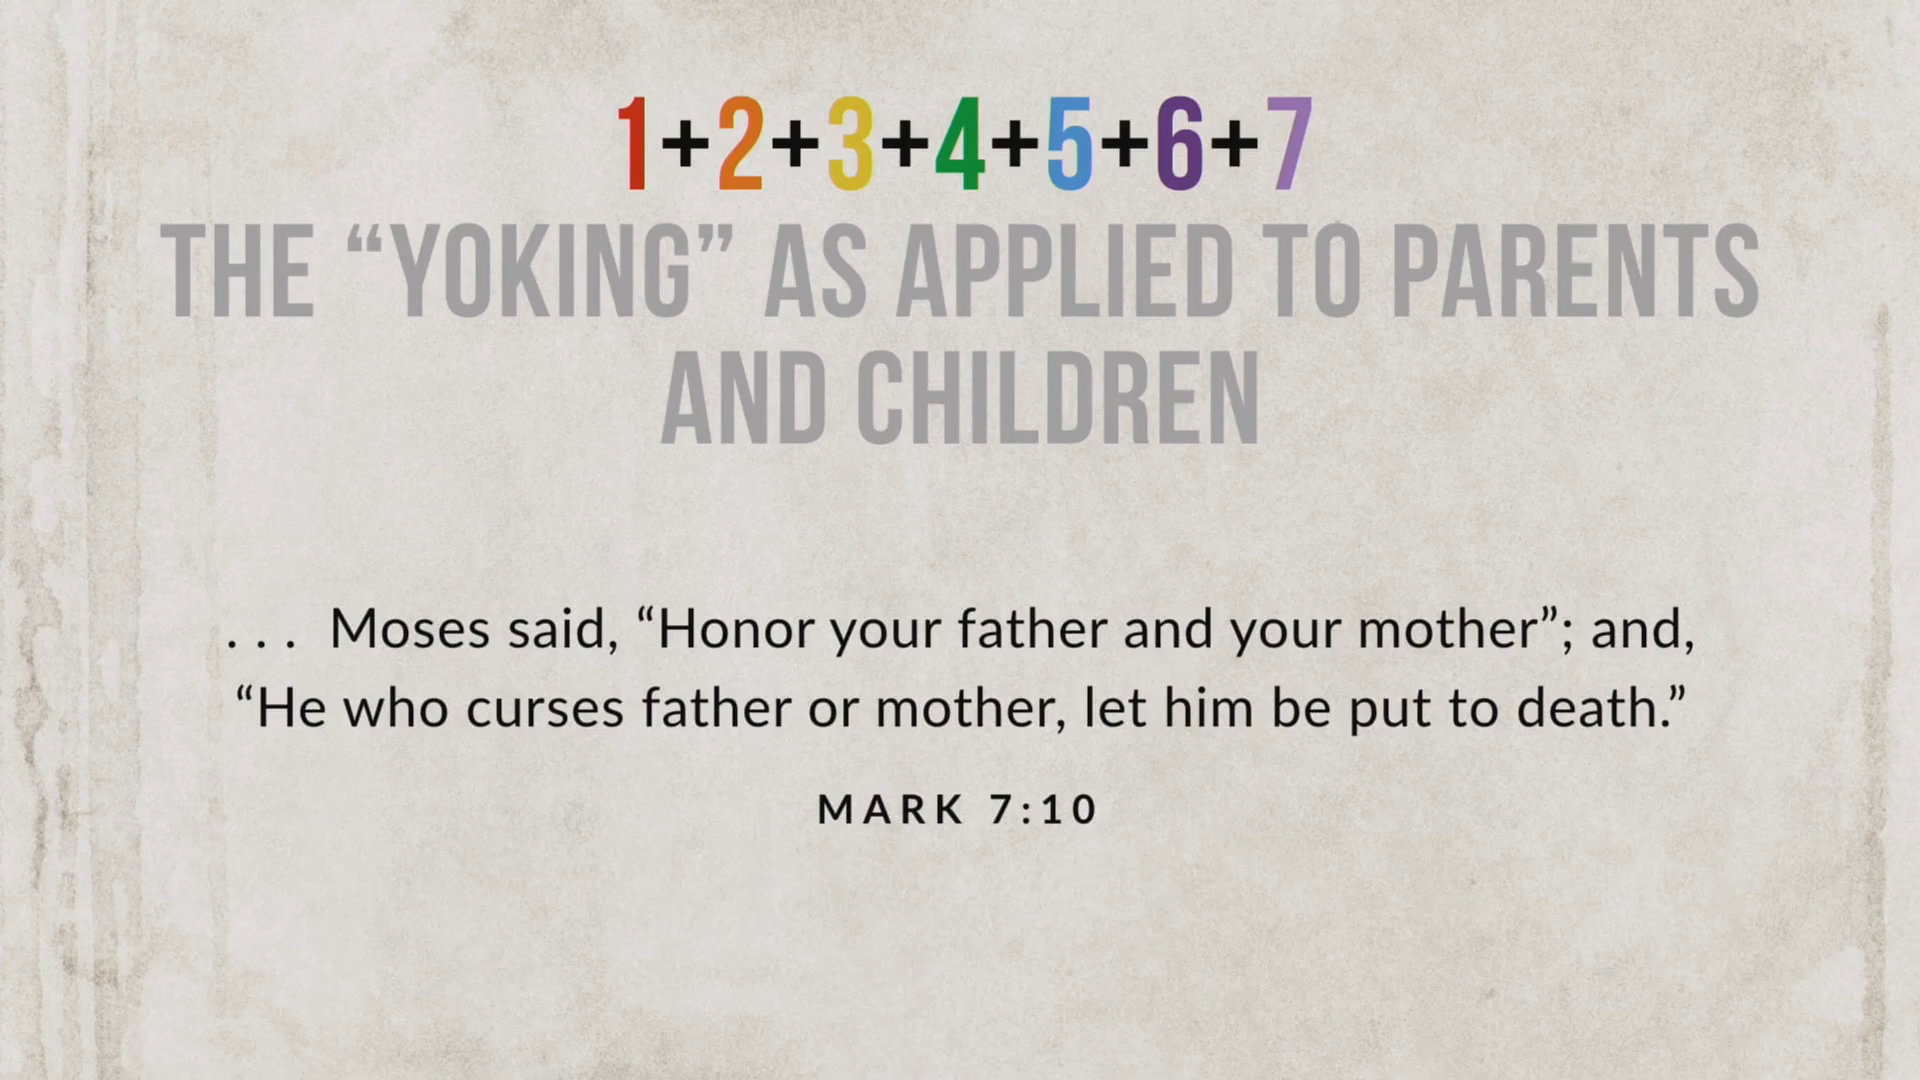 1+2+3+4+5+6+7
THE “YOKING” AS APPLIED TO PARENTS
AND CHILDREN
. . . Moses said, “Honor your father and your mother”; and,
“He who curses father or mother, let him be put to death.”
MARK 7:10